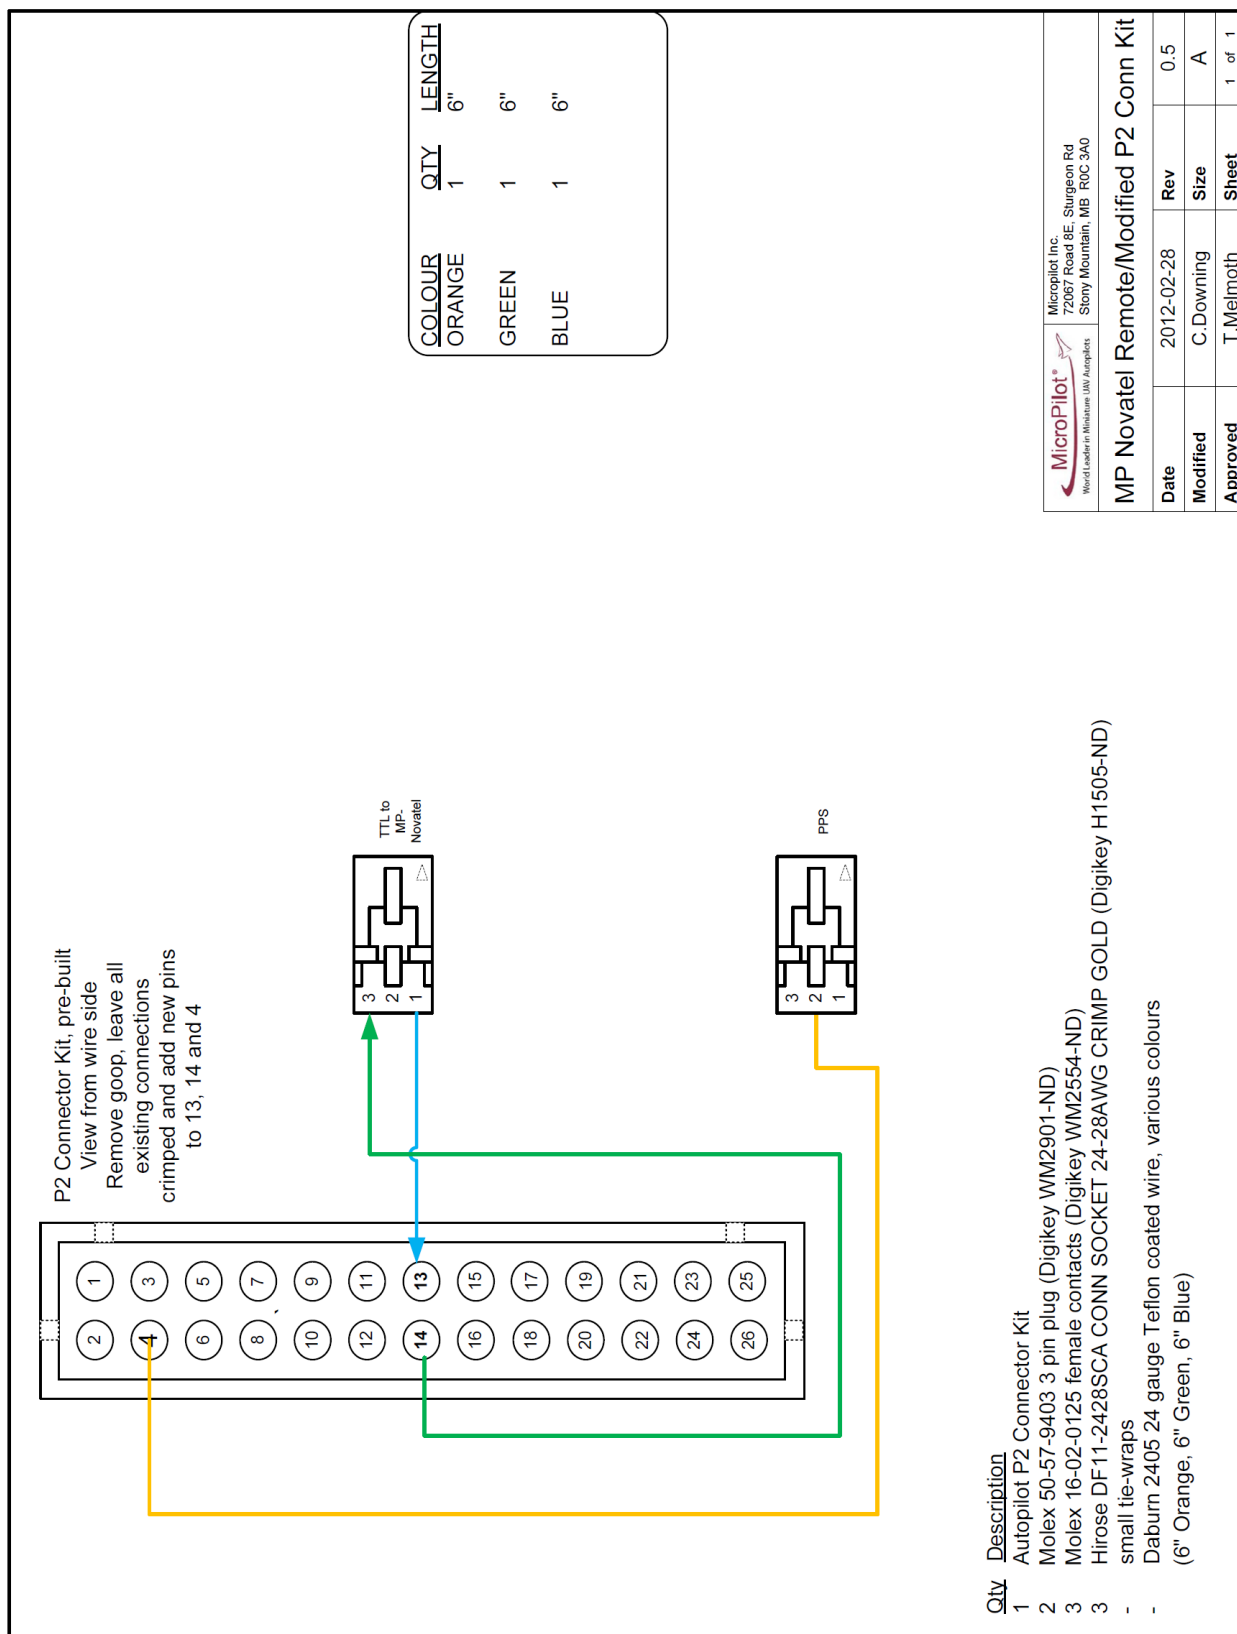 P2 Connector Kit, pre-built
View from wire side
Remove goop, leave all
existing connections
crimped and add new pins
to 13, 14 and 4
1 3 5 7 9 11 13 15 17 19 21 23 25
2 4 6 8 10 12 14 16 18 20 22 24 26
TTL to
MP-
Novatel
3
2
1
PPS
3
2
1
COLOUR QTY LENGTH
ORANGE 1 6"
GREEN 1 6"
BLUE 1 6"
Qty Description
1 Autopilot P2 Connector Kit
2 Molex 50-57-9403 3 pin plug (Digikey WM2901-ND)
3 Molex 16-02-0125 female contacts (Digikey WM2554-ND)
3 Hirose DF11-2428SCA CONN SOCKET 24-28AWG CRIMP GOLD (Digikey H1505-ND)
- small tie-wraps
- Daburn 2405 24 gauge Teflon coated wire, various colours
(6" Orange, 6" Green, 6" Blue)
MicroPilot®
World Leader in Miniature UAV Autopilots
Micropilot Inc.
72067 Road 8E, Sturgeon Rd
Stony Mountain, MB R0C 3A0
MP Novatel Remote/Modified P2 Conn Kit
Date 2012-02-28 Rev 0.5
Modified C.Downing Size A
Approved T.Melmoth Sheet 1 of 1